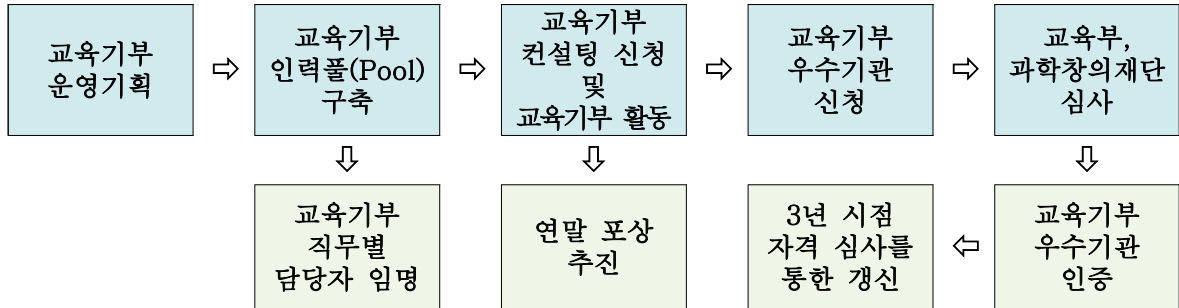 교육기부
운영기획
⇨
교육기부
인력풀(Pool)
구축
⇨
교육기부
컨설팅 신청
및
교육기부 활동
⇨
교육기부
우수기관
신청
⇨
교육부,
과학창의재단
심사
⇩
⇩
⇩
교육기부
직무별
담당자 임명
연말 포상
추진
3년 시점
자격 심사를
통한 갱신
⇦
교육기부
우수기관
인증